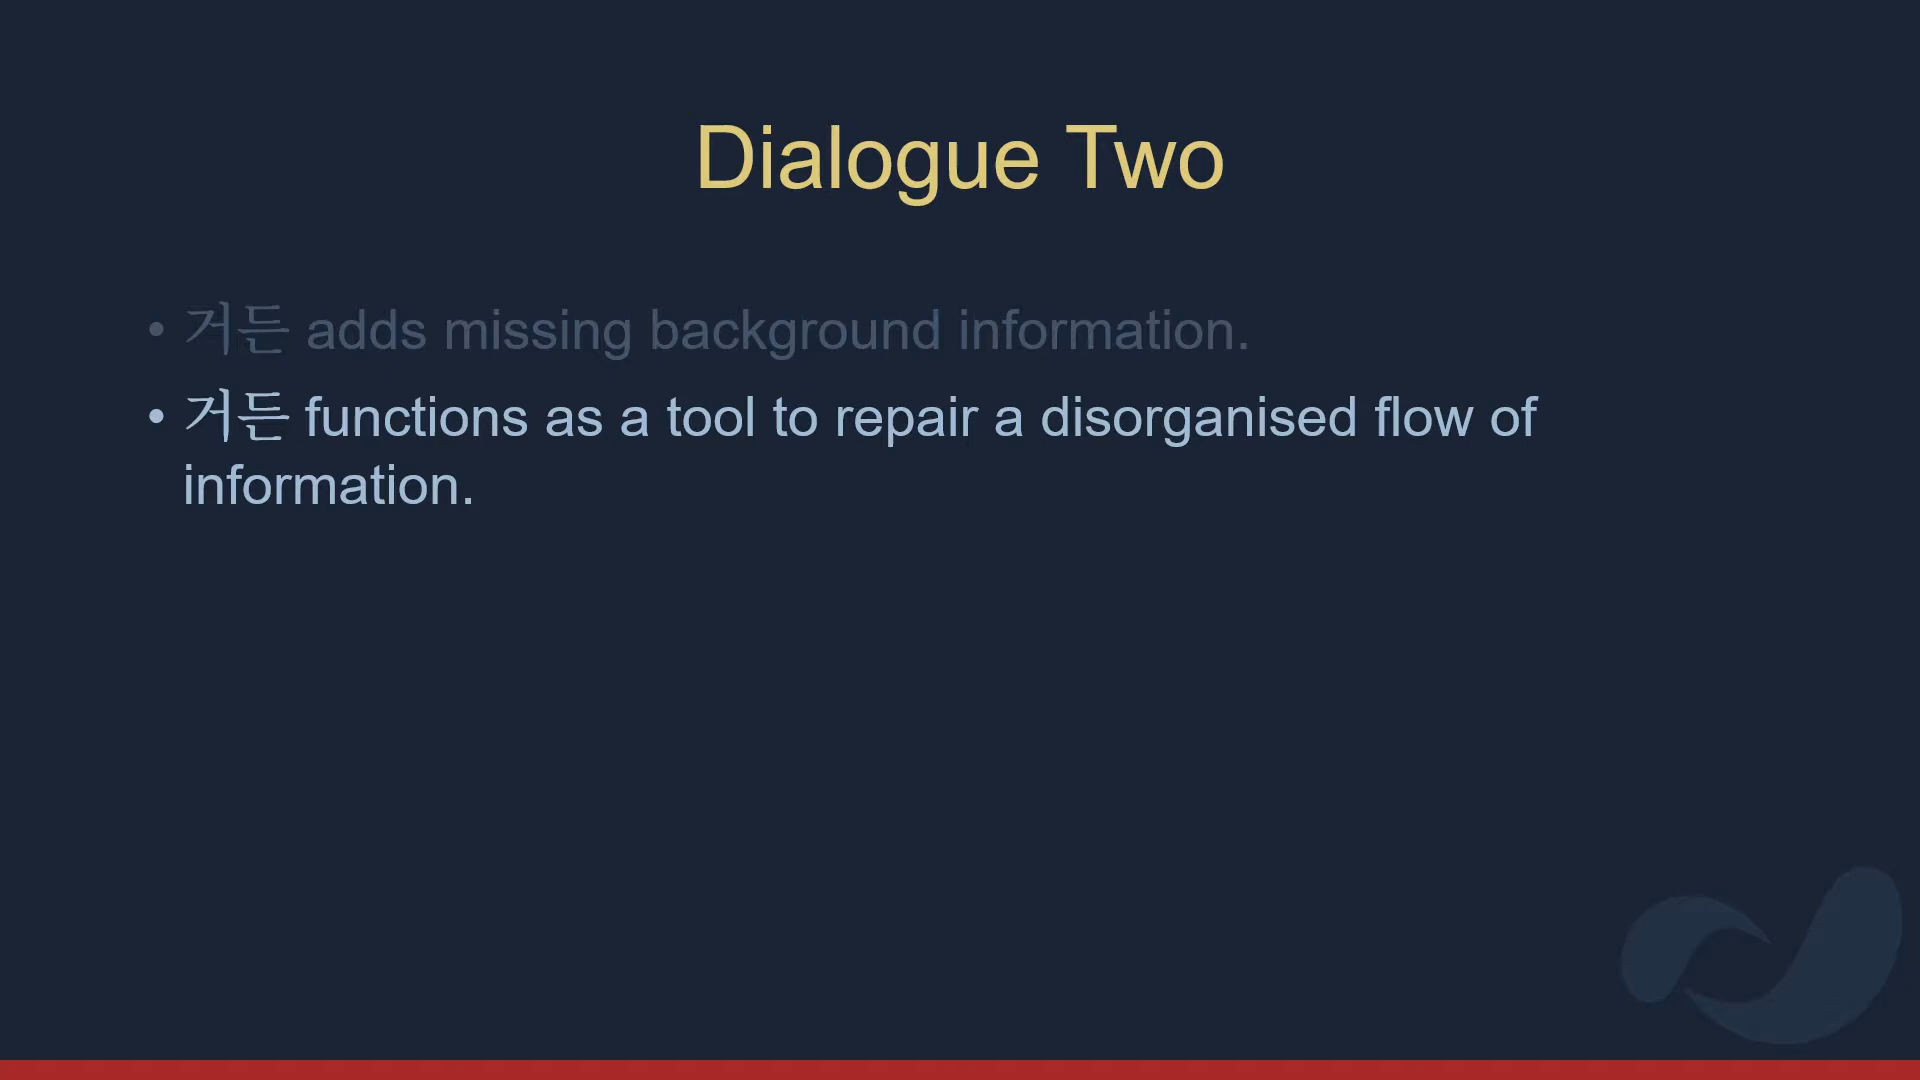 Dialogue Two
• 거든 adds missing background information.
• 거든 functions as a tool to repair a disorganised flow of
information.